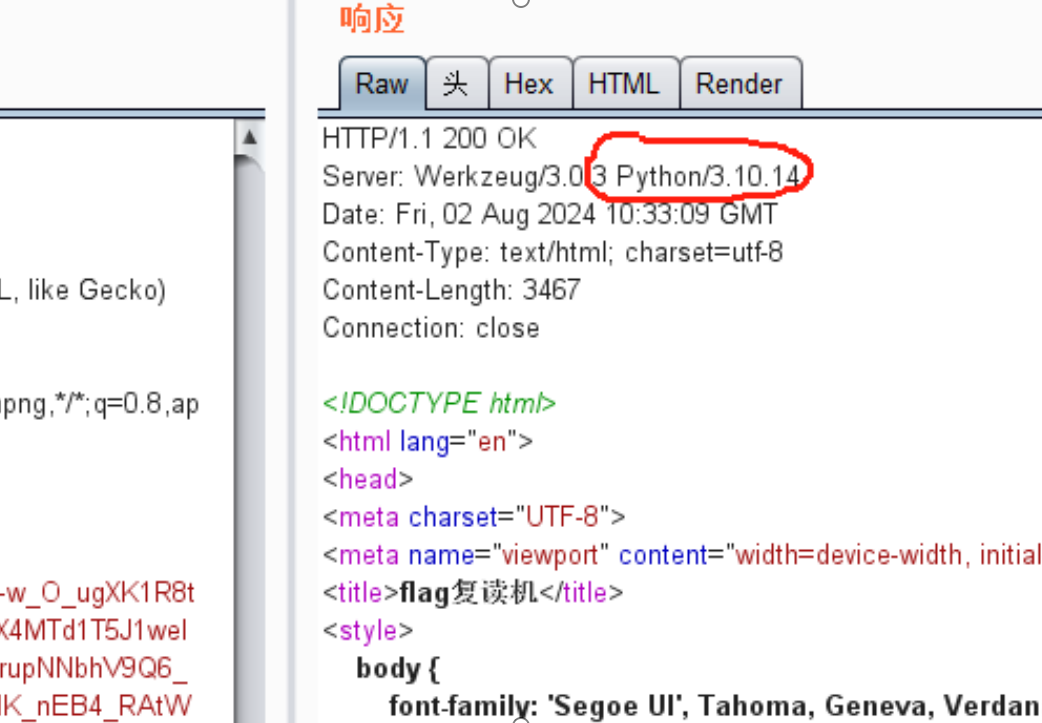 响应
Raw 头 Hex HTML Render
HTTP/1.1 200 OK
Server: Werkzeug/3.0.3 Python/3.10.14
Date: Fri, 02 Aug 2024 10:33:09 GMT
Content-Type: text/html; charset=utf-8
L, like Gecko)
Content-Length: 3467
Connection: close
png,*/*;q=0.8,ap
<!DOCTYPE html>
<html lang="en">
<head>
<meta charset="UTF-8">
<meta name="viewport" content="width=device-width, initial
-w_O_ugXK1R8t
<title>flag复读机</title>
X4MTd1T5J1wel
<style>
rupNNbhV9Q6_
body {
K_nEB4_RAtW
font-family: 'Segoe UI', Tahoma, Geneva, Verdan